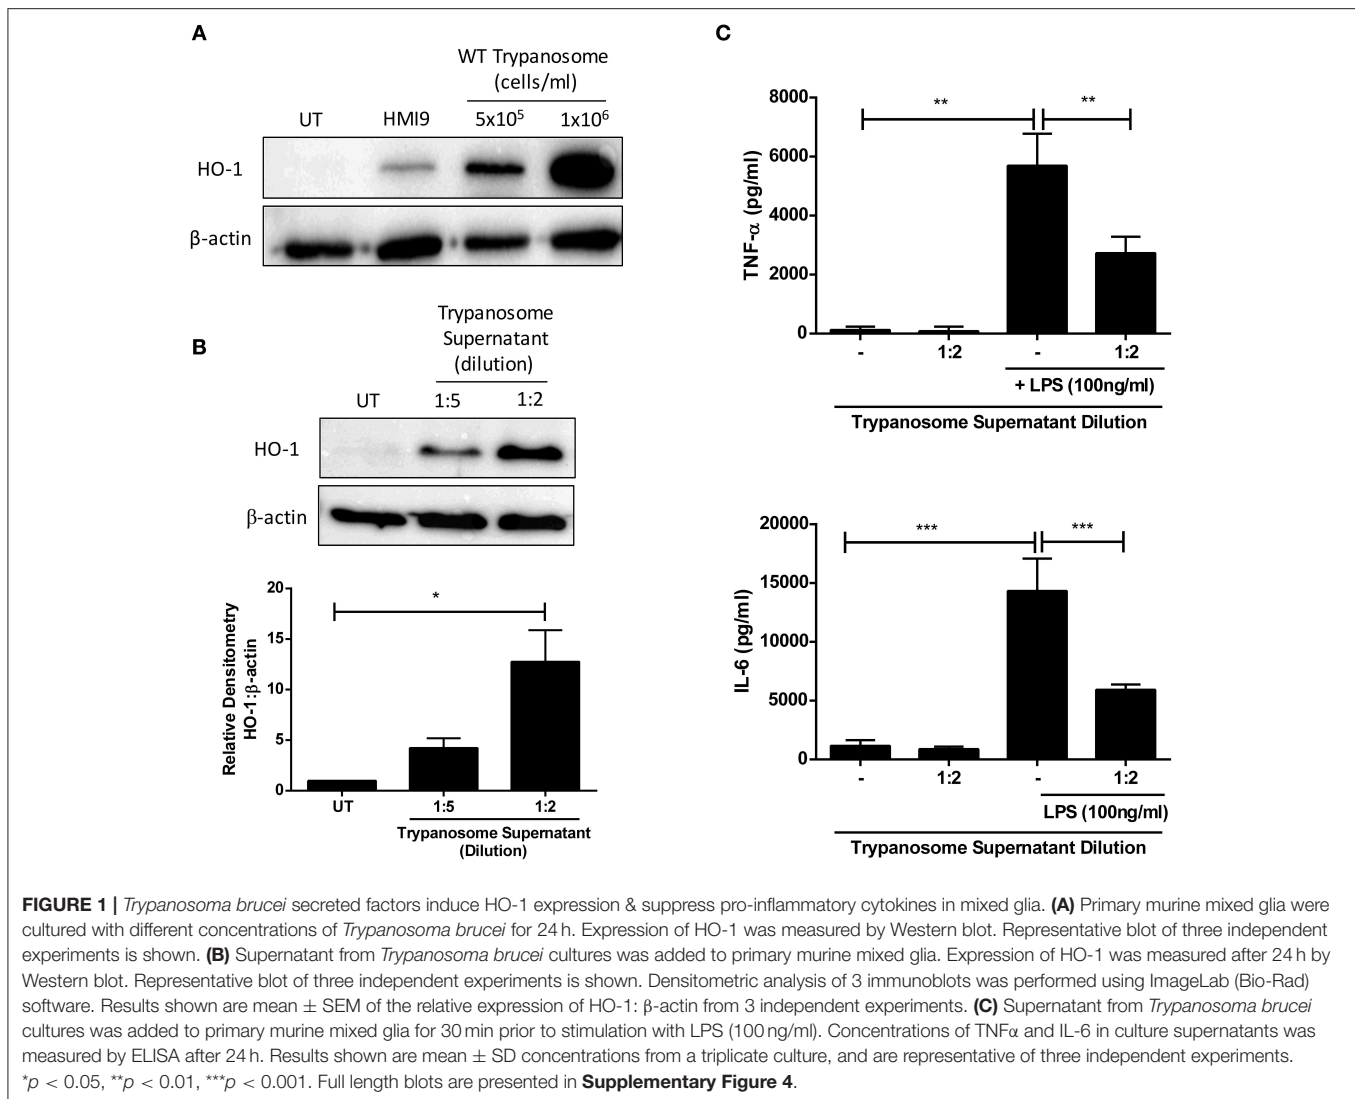 A
WT Trypanosome
(cells/ml)
UT HMI9 5x10⁵ 1x10⁶
HO-1
β-actin
B
Trypanosome
Supernatant
(dilution)
UT 1:5 1:2
HO-1
β-actin
20
15
10
5
0
Relative Densitometry
HO-1:β-actin
*
UT 1:5 1:2
Trypanosome Supernatant
(Dilution)
C
8000
6000
4000
2000
0
TNF-α (pg/ml)
** **
- 1:2 - 1:2
+ LPS (100ng/ml)
Trypanosome Supernatant Dilution
20000
15000
10000
5000
0
IL-6 (pg/ml)
*** ***
- 1:2 - 1:2
LPS (100ng/ml)
Trypanosome Supernatant Dilution
FIGURE 1 | Trypanosoma brucei secreted factors induce HO-1 expression & suppress pro-inflammatory cytokines in mixed glia. (A) Primary murine mixed glia were
cultured with different concentrations of Trypanosoma brucei for 24 h. Expression of HO-1 was measured by Western blot. Representative blot of three independent
experiments is shown. (B) Supernatant from Trypanosoma brucei cultures was added to primary murine mixed glia. Expression of HO-1 was measured after 24 h by
Western blot. Representative blot of three independent experiments is shown. Densitometric analysis of 3 immunoblots was performed using ImageLab (Bio-Rad)
software. Results shown are mean ± SEM of the relative expression of HO-1: β-actin from 3 independent experiments. (C) Supernatant from Trypanosoma brucei
cultures was added to primary murine mixed glia for 30 min prior to stimulation with LPS (100 ng/ml). Concentrations of TNFα and IL-6 in culture supernatants was
measured by ELISA after 24 h. Results shown are mean ± SD concentrations from a triplicate culture, and are representative of three independent experiments.
*p < 0.05, **p < 0.01, ***p < 0.001. Full length blots are presented in Supplementary Figure 4.